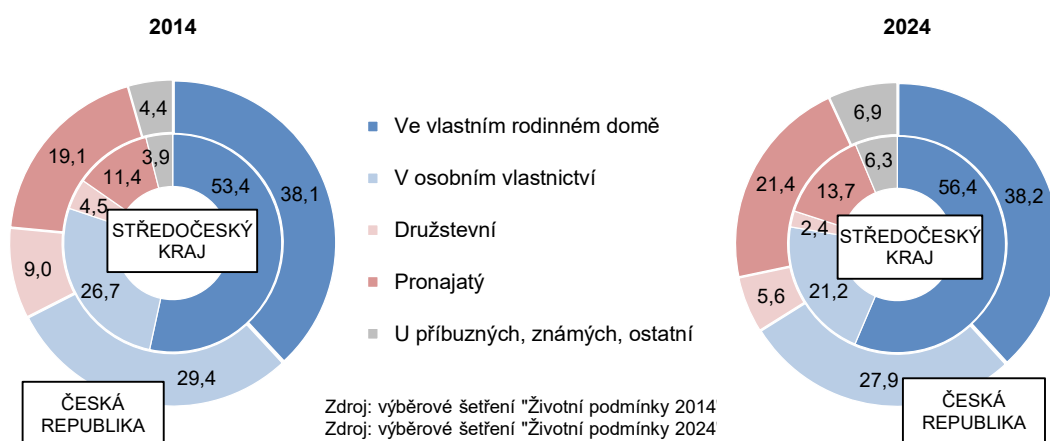 2014
4,4
3,9
19,1
11,4
53,4
38,1
4,5
STŘEDOČESKÝ
KRAJ
9,0
26,7
29,4
ČESKÁ
REPUBLIKA
Ve vlastním rodinném domě
V osobním vlastnictví
Družstevní
Pronajatý
U příbuzných, známých, ostatní
2024
6,9
6,3
21,4
13,7
56,4
38,2
2,4
STŘEDOČESKÝ
KRAJ
5,6
21,2
27,9
ČESKÁ
REPUBLIKA
Zdroj: výběrové šetření "Životní podmínky 2014"
Zdroj: výběrové šetření "Životní podmínky 2024"